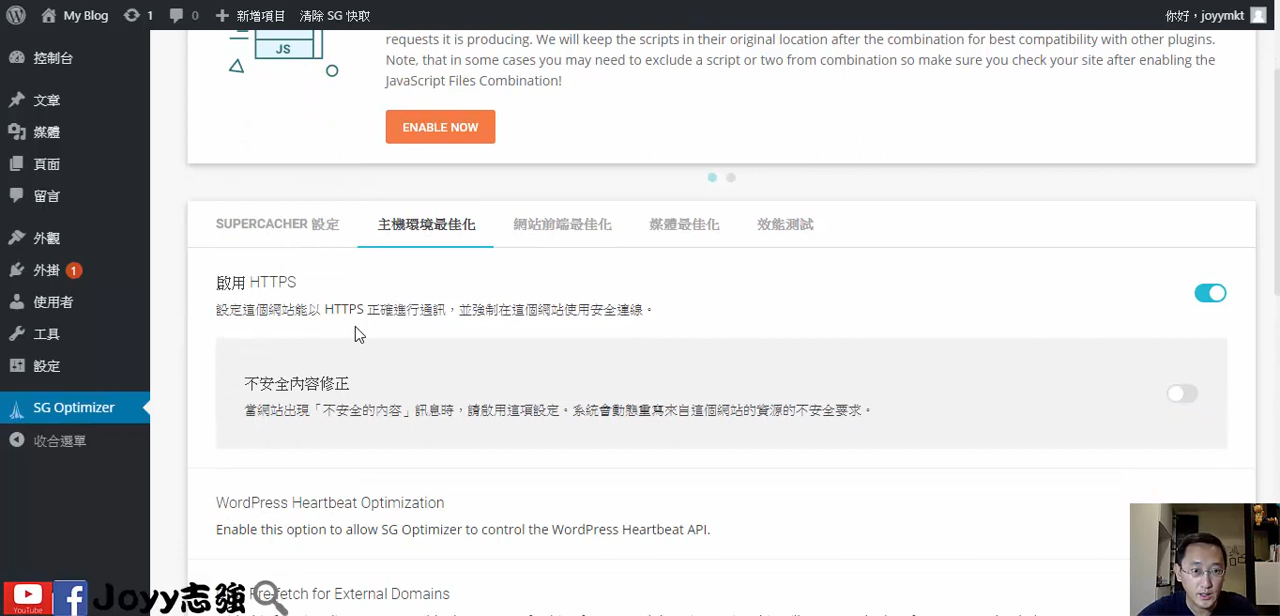 My Blog
1
0
新增項目
清除 SG 快取
你好，joyymkt
控制台
文章
媒體
頁面
留言
外觀
外掛 1
使用者
工具
設定
SG Optimizer
收合選單
JS
requests it is producing. We will keep the scripts in their original location after the combination for best compatibility with other plugins.
Note, that in some cases you may need to exclude a script or two from combination so make sure you check your site after enabling the
JavaScript Files Combination!
ENABLE NOW
SUPERCACHER 設定
主機環境最佳化
網站前端最佳化
媒體最佳化
效能測試
啟用 HTTPS
設定這個網站能以 HTTPS 正確進行通訊，並強制在這個網站使用安全連線。
不安全內容修正
當網站出現「不安全的內容」訊息時，請啟用這項設定。系統會動態重寫來自這個網站的資源的不安全要求。
WordPress Heartbeat Optimization
Enable this option to allow SG Optimizer to control the WordPress Heartbeat API.
Pre-fetch for External Domains
YouTube
Joyy志強